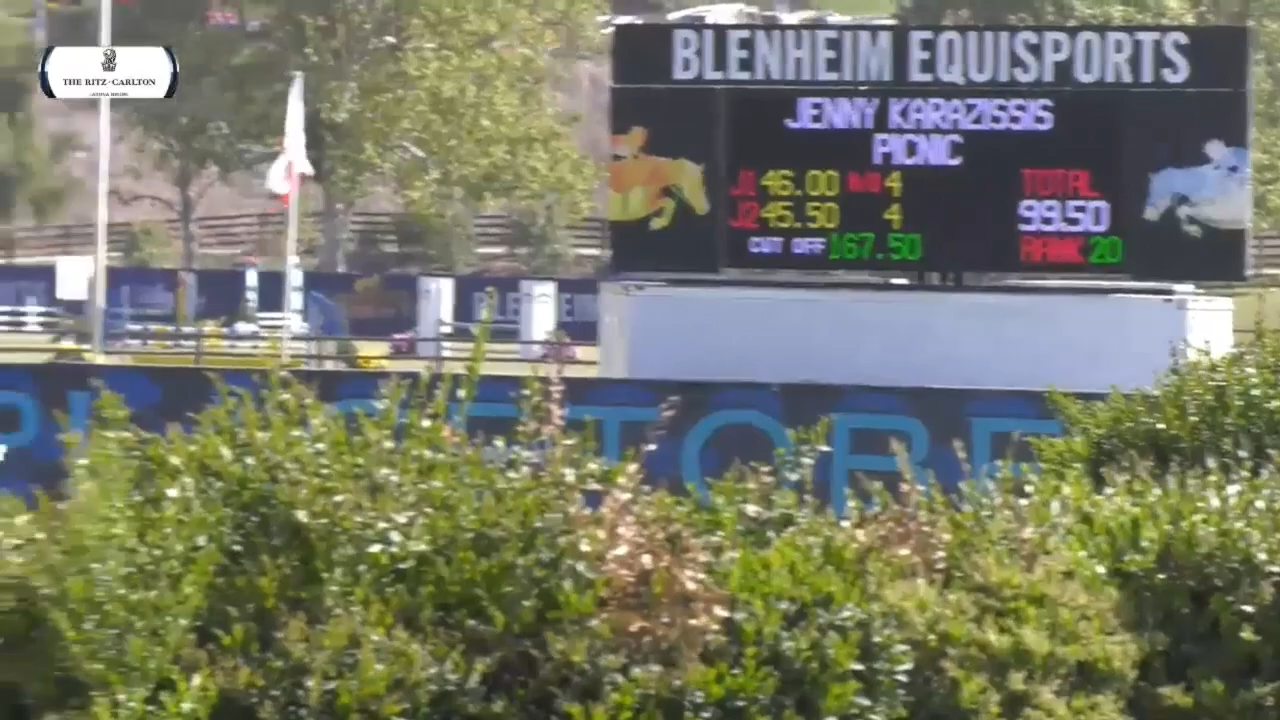 THE RITZ-CARLTON
BLENHEIM EQUISPORTS
JENNY KARAZISSIS
PICNIC
J1 46.00 4
J2 45.50 4
TOTAL
99.50
CUT OFF 167.50
RANK 20
BLENHE